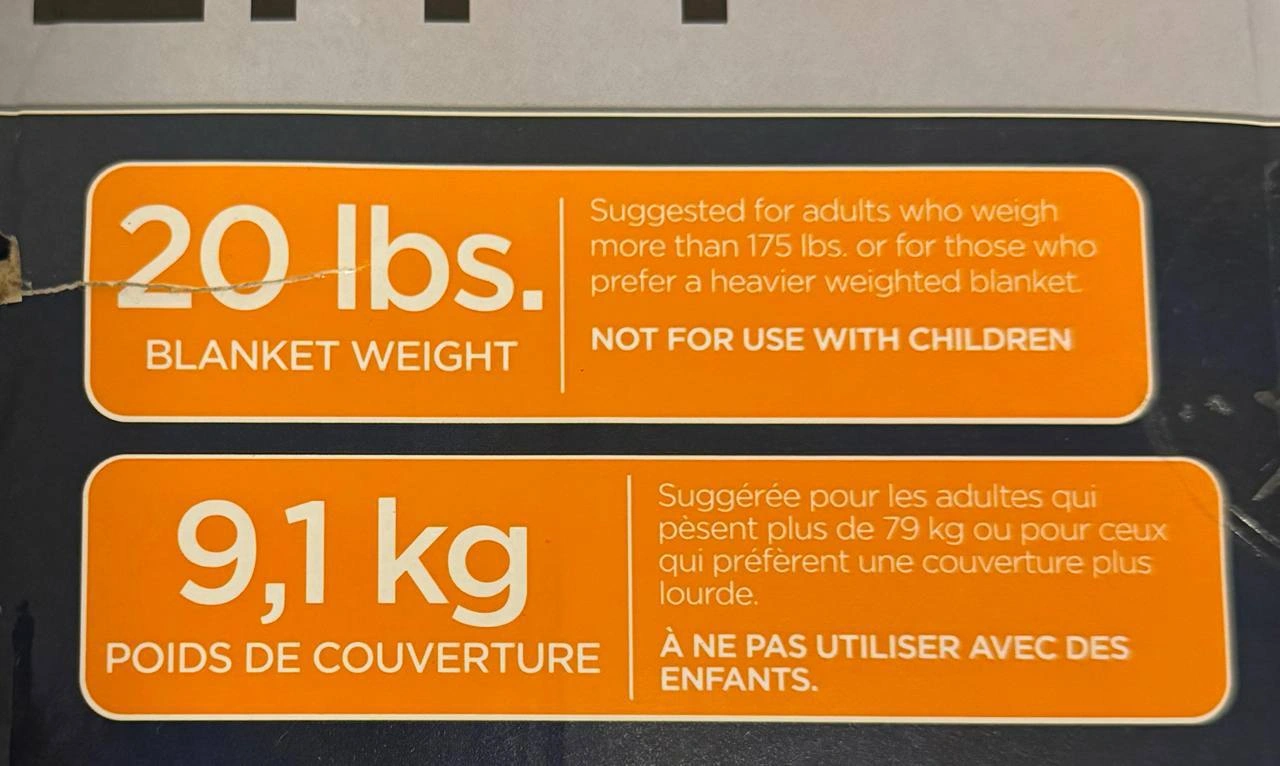 20 lbs.
BLANKET WEIGHT
Suggested for adults who weigh
more than 175 lbs. or for those who
prefer a heavier weighted blanket.
NOT FOR USE WITH CHILDREN
9,1 kg
POIDS DE COUVERTURE
Suggérée pour les adultes qui
pèsent plus de 79 kg ou pour ceux
qui préfèrent une couverture plus
lourde.
À NE PAS UTILISER AVEC DES
ENFANTS.